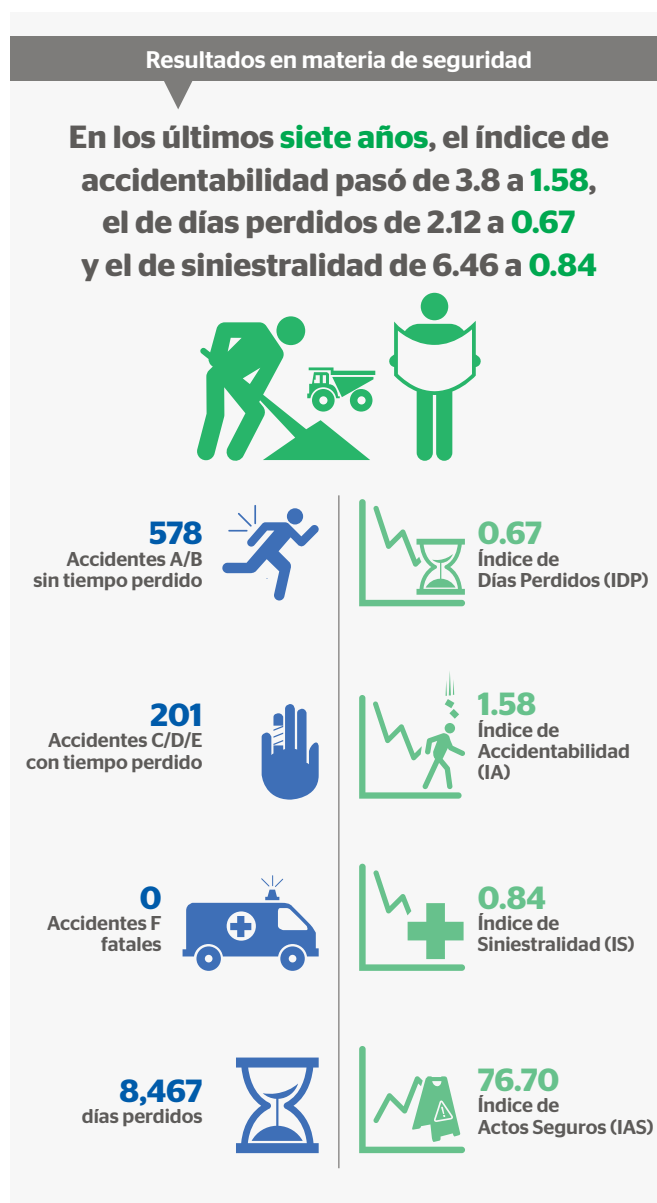 Resultados en materia de seguridad
En los últimos siete años, el índice de
accidentabilidad pasó de 3.8 a 1.58,
el de días perdidos de 2.12 a 0.67
y el de siniestralidad de 6.46 a 0.84
578
Accidentes A/B
sin tiempo perdido
0.67
Índice de
Días Perdidos (IDP)
201
Accidentes C/D/E
con tiempo perdido
1.58
Índice de
Accidentabilidad
(IA)
0
Accidentes F
fatales
0.84
Índice de
Siniestralidad (IS)
8,467
días perdidos
76.70
Índice de
Actos Seguros (IAS)